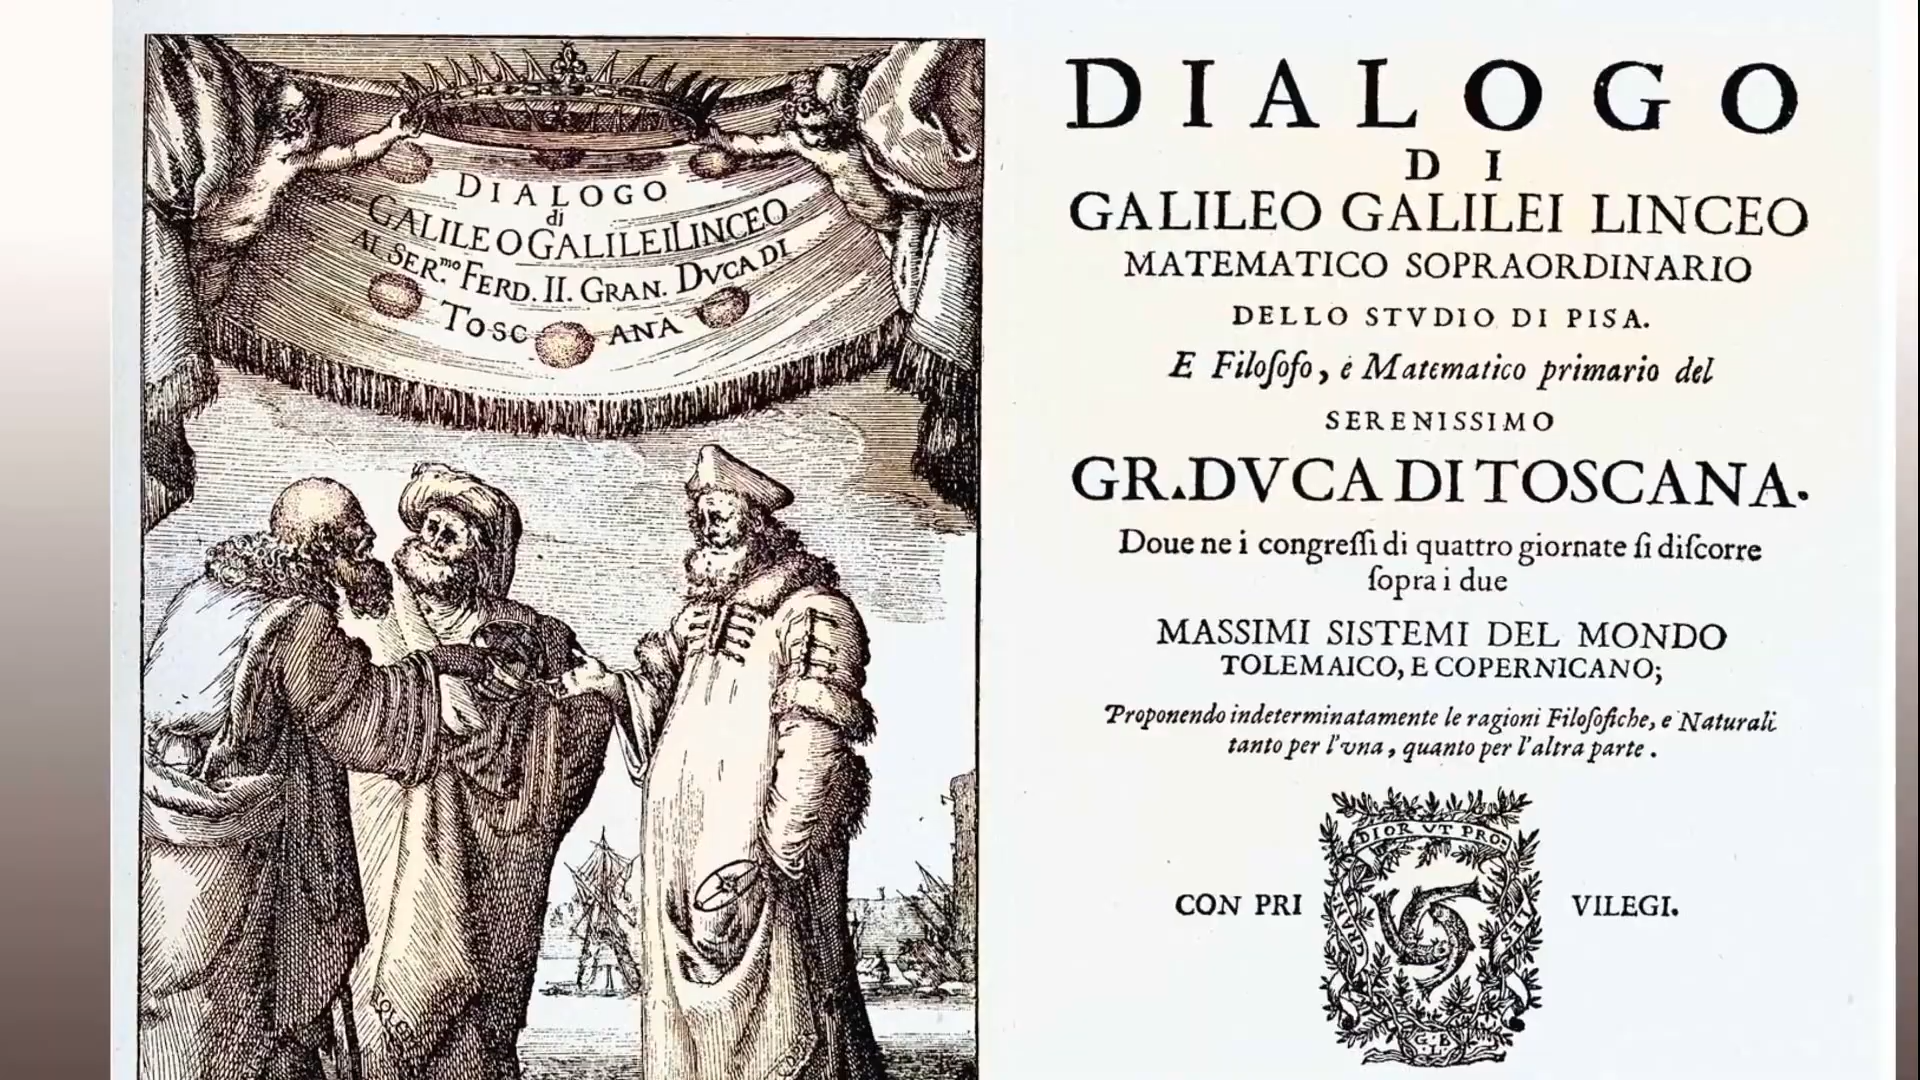 DIALOGO
di
GALILEO GALILEI LINCEO
AL SER.mo FERD. II. GRAN. DVCA DI
TOSCANA
DIALOGO
DI
GALILEO GALILEI LINCEO
MATEMATICO SOPRAORDINARIO
DELLO STVDIO DI PISA.
E Filoſofo, e Matematico primario del
SERENISSIMO
GR.DVCA DI TOSCANA.
Doue ne i congreſſi di quattro giornate ſi diſcorre
ſopra i due
MASSIMI SISTEMI DEL MONDO
TOLEMAICO, E COPERNICANO;
Proponendo indeterminatamente le ragioni Filoſofiche, e Naturali
tanto per l'vna, quanto per l'altra parte.
DIOR VT PRO
GRAN
DES
CON PRI VILEGI.
G B
L